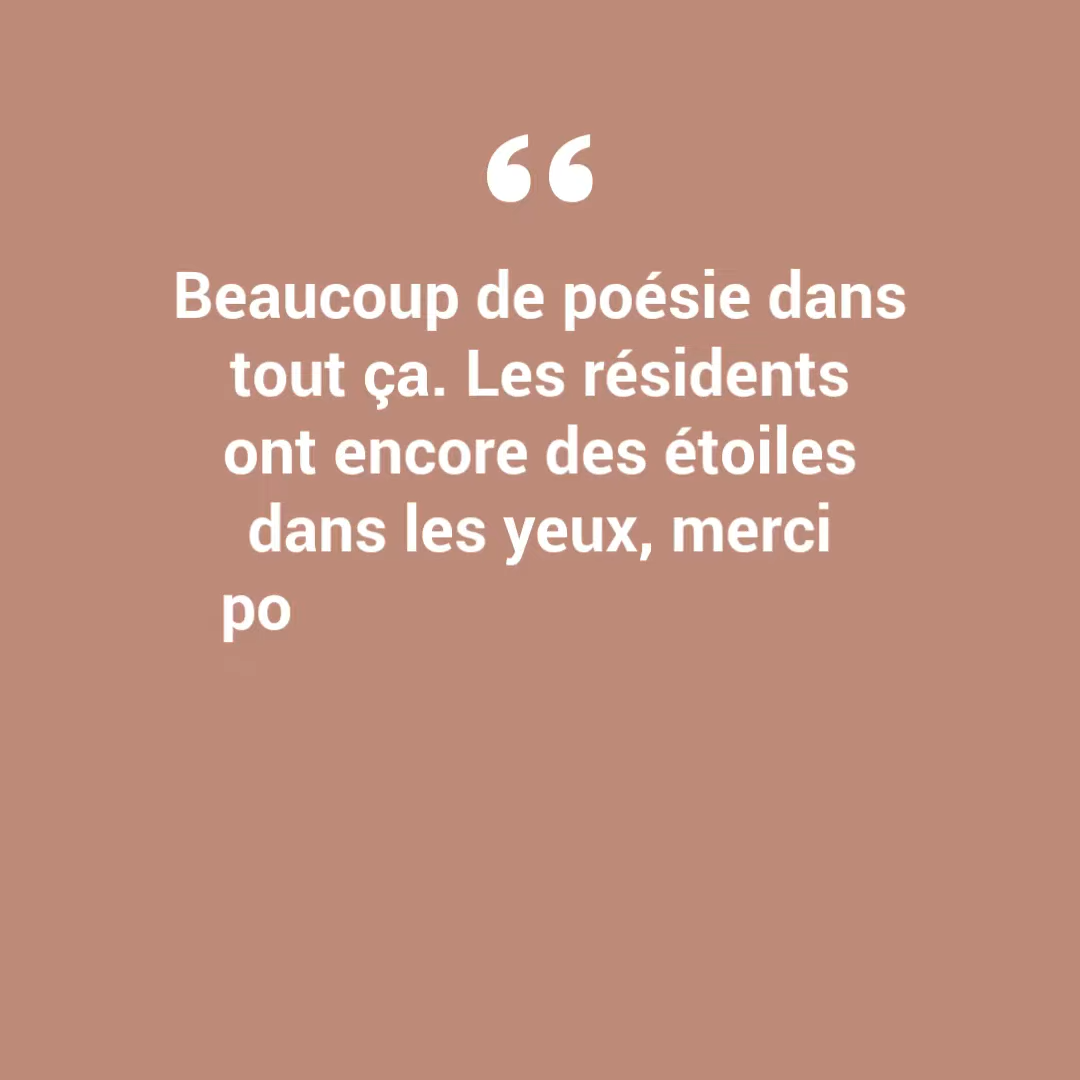 “
Beaucoup de poésie dans
tout ça. Les résidents
ont encore des étoiles
dans les yeux, merci
po